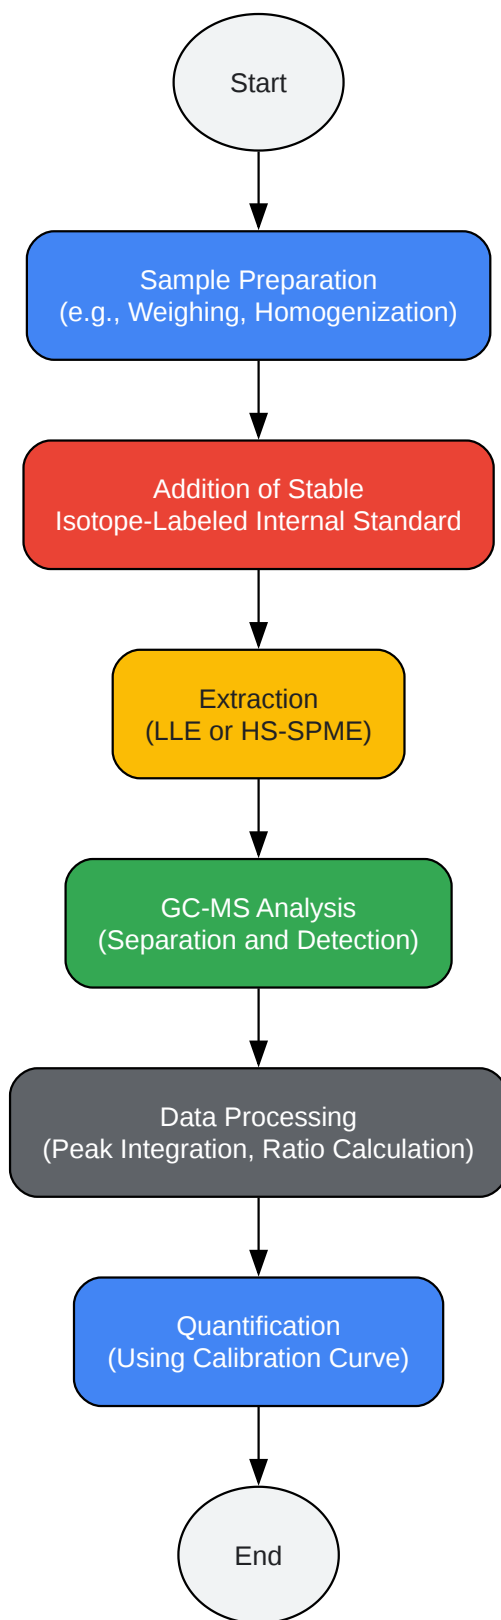 Start
Sample Preparation
(e.g., Weighing, Homogenization)
Addition of Stable
Isotope-Labeled Internal Standard
Extraction
(LLE or HS-SPME)
GC-MS Analysis
(Separation and Detection)
Data Processing
(Peak Integration, Ratio Calculation)
Quantification
(Using Calibration Curve)
End